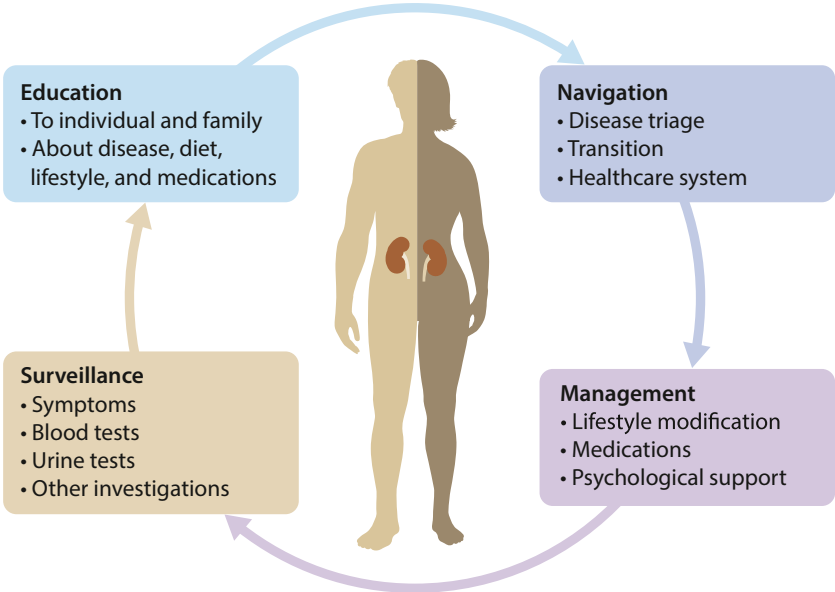 Education
• To individual and family
• About disease, diet,
lifestyle, and medications
Navigation
• Disease triage
• Transition
• Healthcare system
Surveillance
• Symptoms
• Blood tests
• Urine tests
• Other investigations
Management
• Lifestyle modification
• Medications
• Psychological support